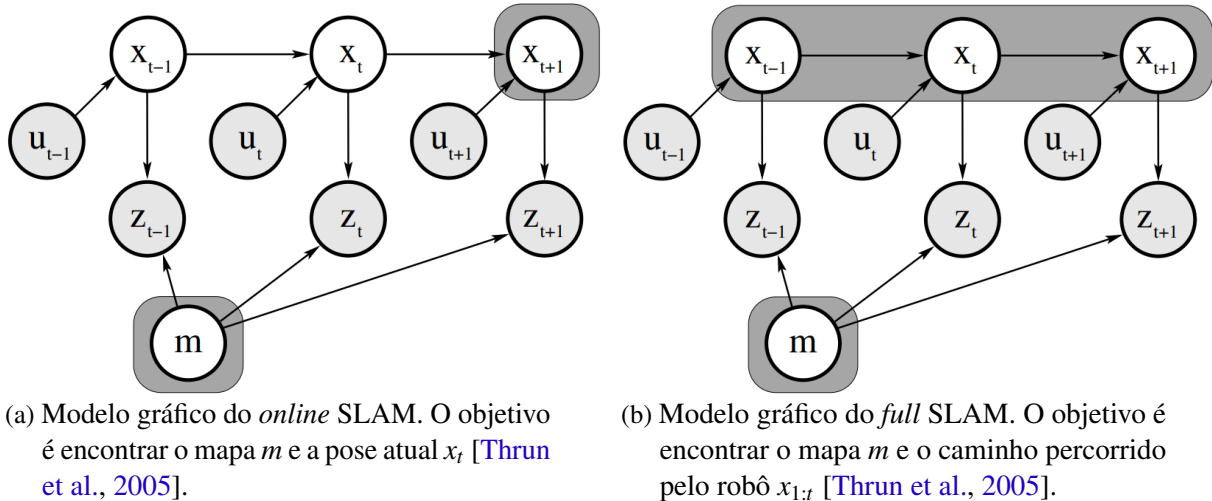 x_{t-1} x_t x_{t+1}
u_{t-1} u_t u_{t+1}
z_{t-1} z_t z_{t+1}
m
(a) Modelo gráfico do online SLAM. O objetivo
é encontrar o mapa m e a pose atual x_t [Thrun
et al., 2005].
x_{t-1} x_t x_{t+1}
u_{t-1} u_t u_{t+1}
z_{t-1} z_t z_{t+1}
m
(b) Modelo gráfico do full SLAM. O objetivo é
encontrar o mapa m e o caminho percorrido
pelo robô x_{1:t} [Thrun et al., 2005].